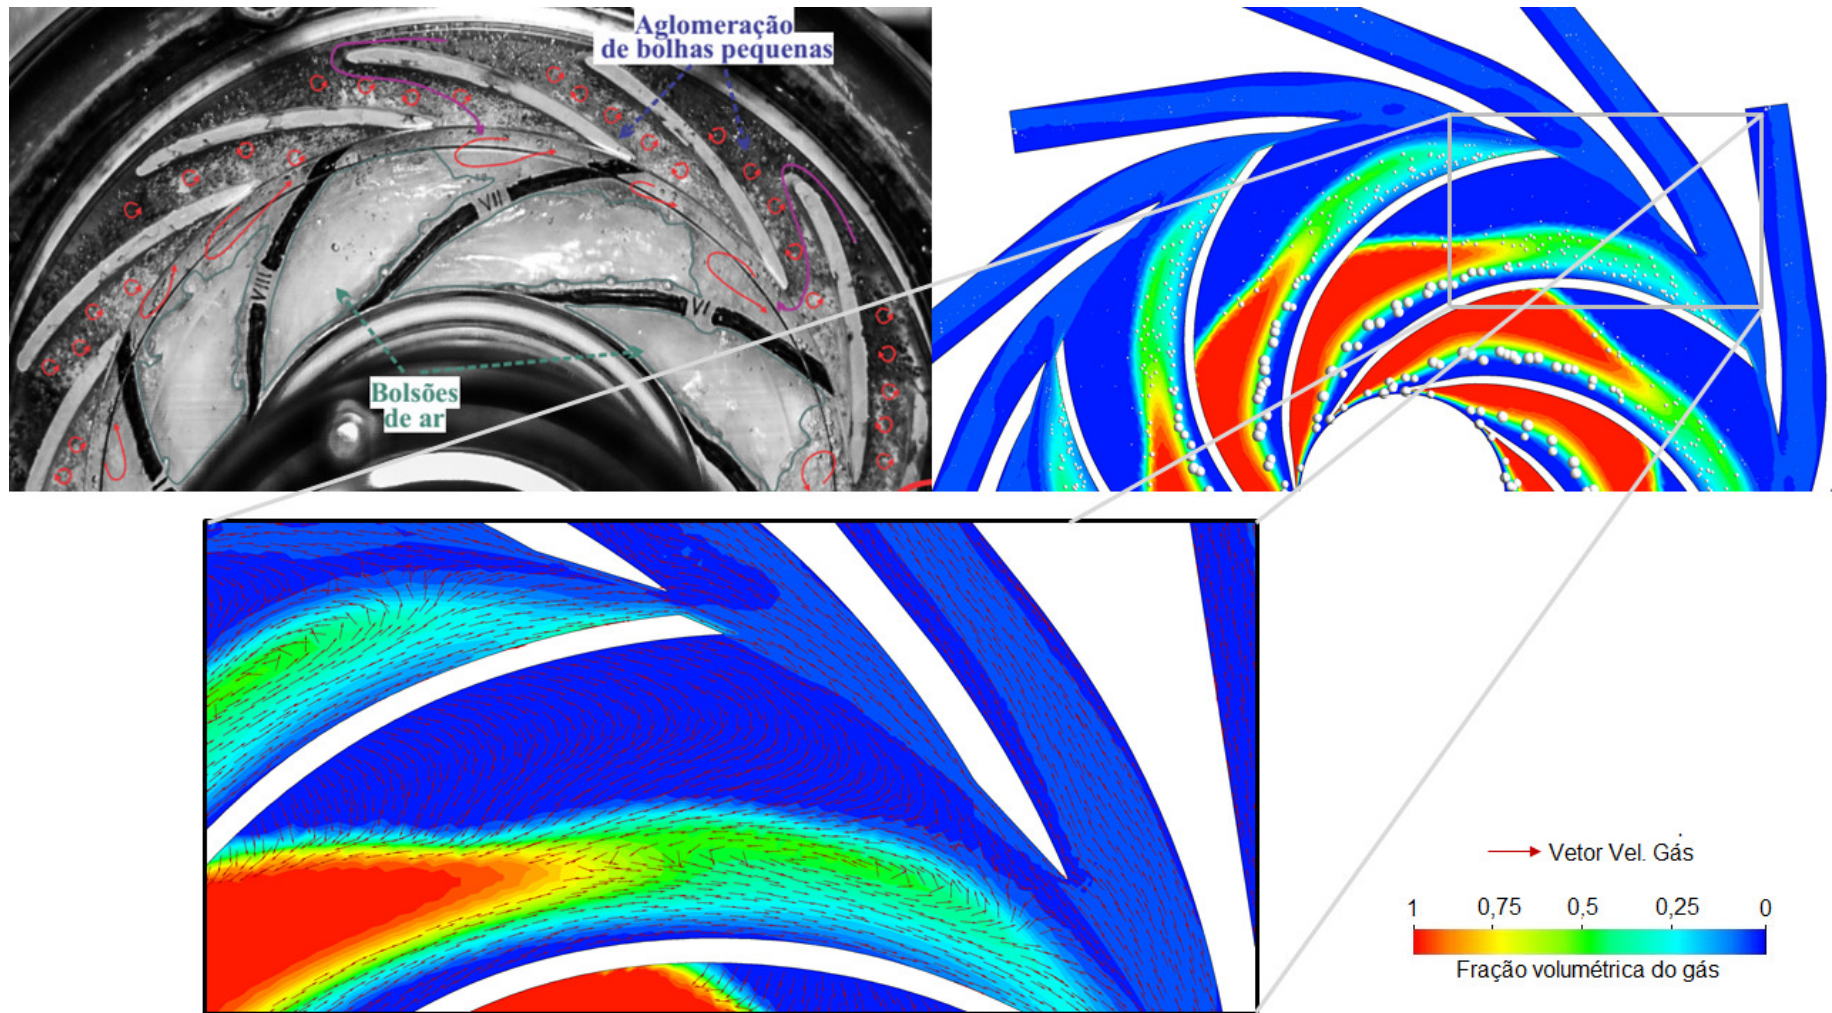 Aglomeração
de bolhas pequenas
VII
VIII
VI
Bolsões
de ar
Vetor Vel. Gás
1 0,75 0,5 0,25 0
Fração volumétrica do gás